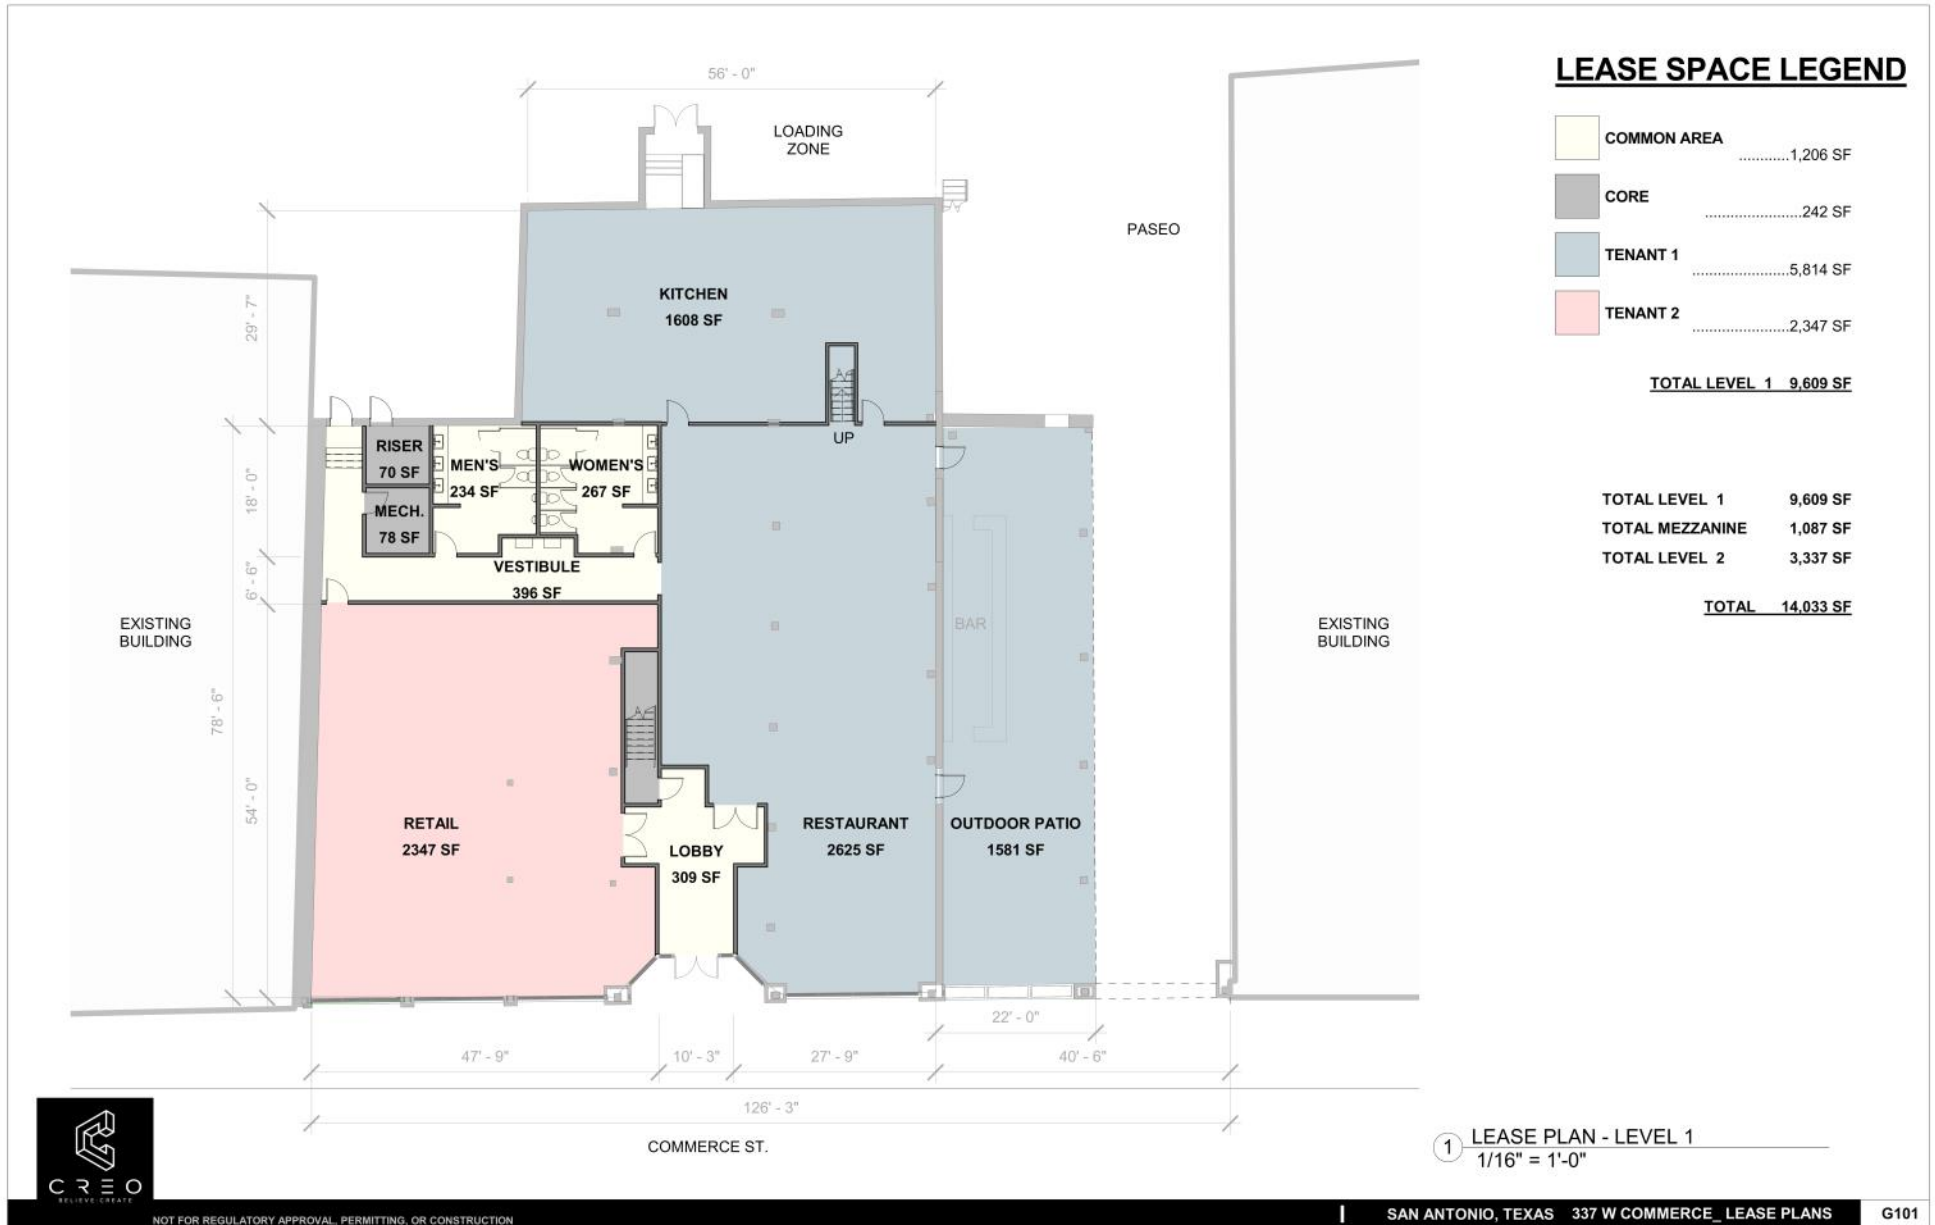 LEASE SPACE LEGEND
COMMON AREA
............1,206 SF
CORE
.......................242 SF
TENANT 1
.......................5,814 SF
TENANT 2
.......................2,347 SF
TOTAL LEVEL 1 9,609 SF
TOTAL LEVEL 1 9,609 SF
TOTAL MEZZANINE 1,087 SF
TOTAL LEVEL 2 3,337 SF
TOTAL 14,033 SF
56' - 0"
LOADING
ZONE
PASEO
29' - 7"
KITCHEN
1608 SF
UP
RISER
70 SF
MECH.
78 SF
MEN'S
234 SF
WOMEN'S
267 SF
18' - 0"
6' - 6"
VESTIBULE
396 SF
EXISTING
BUILDING
BAR
EXISTING
BUILDING
78' - 6"
54' - 0"
RETAIL
2347 SF
LOBBY
309 SF
RESTAURANT
2625 SF
OUTDOOR PATIO
1581 SF
22' - 0"
47' - 9"
10' - 3"
27' - 9"
40' - 6"
126' - 3"
COMMERCE ST.
1
LEASE PLAN - LEVEL 1
1/16" = 1'-0"
CREO
BELIEVE·CREATE
NOT FOR REGULATORY APPROVAL, PERMITTING, OR CONSTRUCTION
SAN ANTONIO, TEXAS 337 W COMMERCE_ LEASE PLANS G101